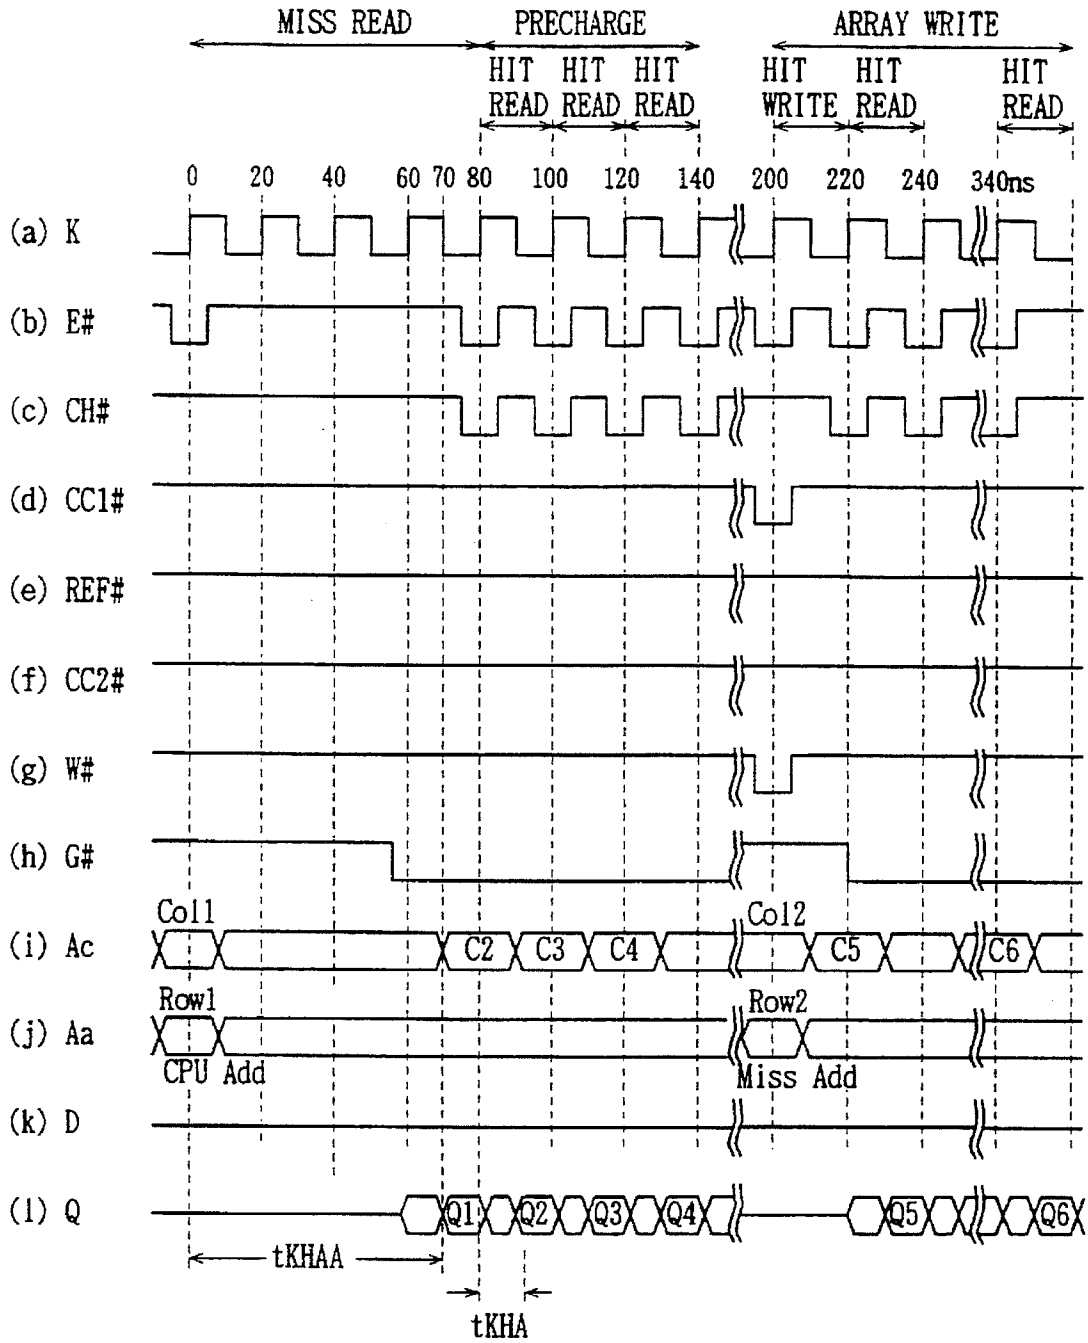 MISS READ PRECHARGE ARRAY WRITE
HIT HIT HIT HIT HIT HIT
READ READ READ WRITE READ READ
0 20 40 60 70 80 100 120 140 200 220 240 340ns
(a) K
(b) E#
(c) CH#
(d) CC1#
(e) REF#
(f) CC2#
(g) W#
(h) G#
Col1 Col2
(i) Ac C2 C3 C4 C5 C6
Row1 Row2
(j) Aa
CPU Add Miss Add
(k) D
(l) Q Q1 Q2 Q3 Q4 Q5 Q6
tKHAA
tKHA